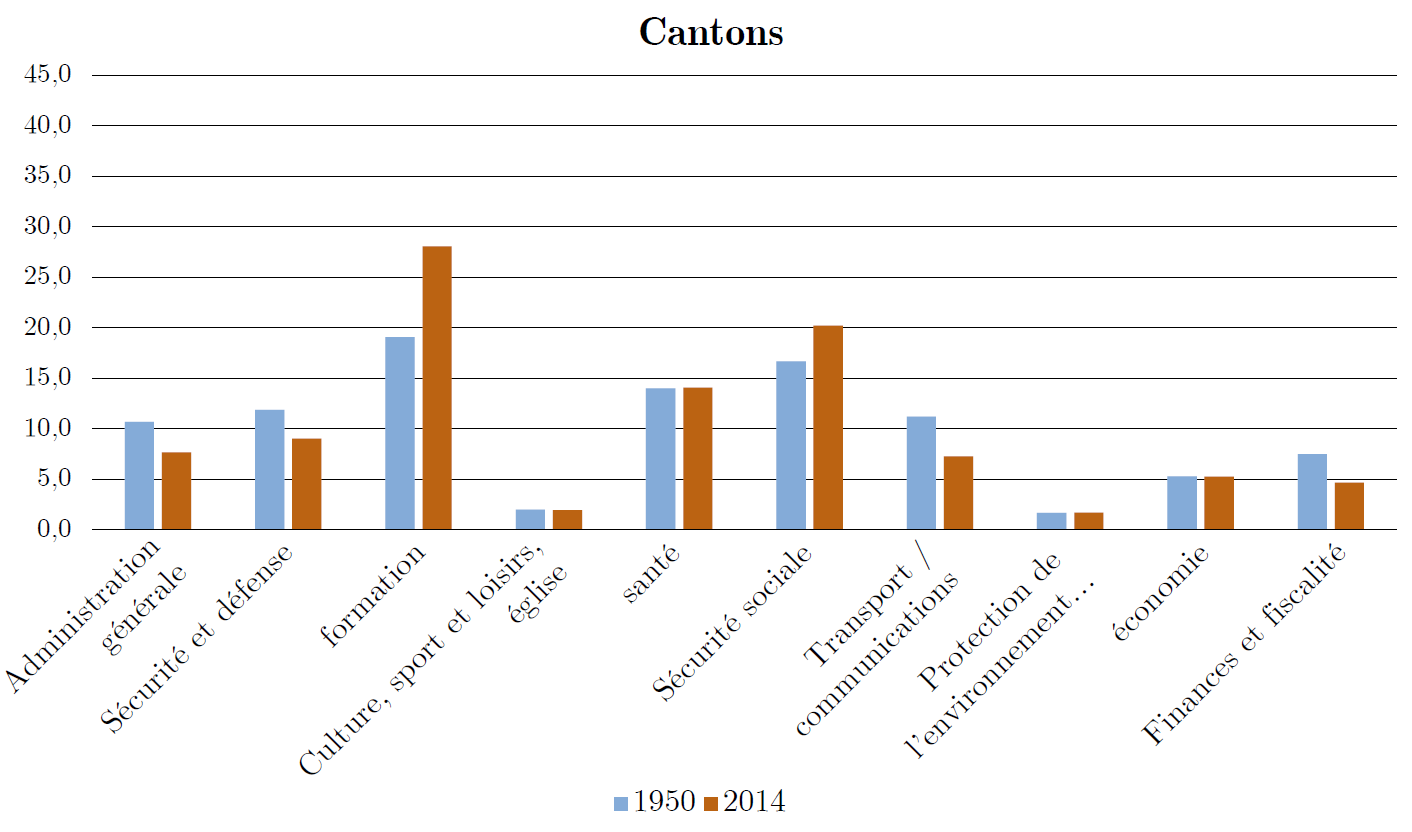 Cantons
45,0
40,0
35,0
30,0
25,0
20,0
15,0
10,0
5,0
0,0
Administration
générale
Sécurité et défense
formation
Culture, sport et loisirs,
église
santé
Sécurité sociale
Transport /
communications
Protection de
l'environnement...
économie
Finances et fiscalité
1950 2014